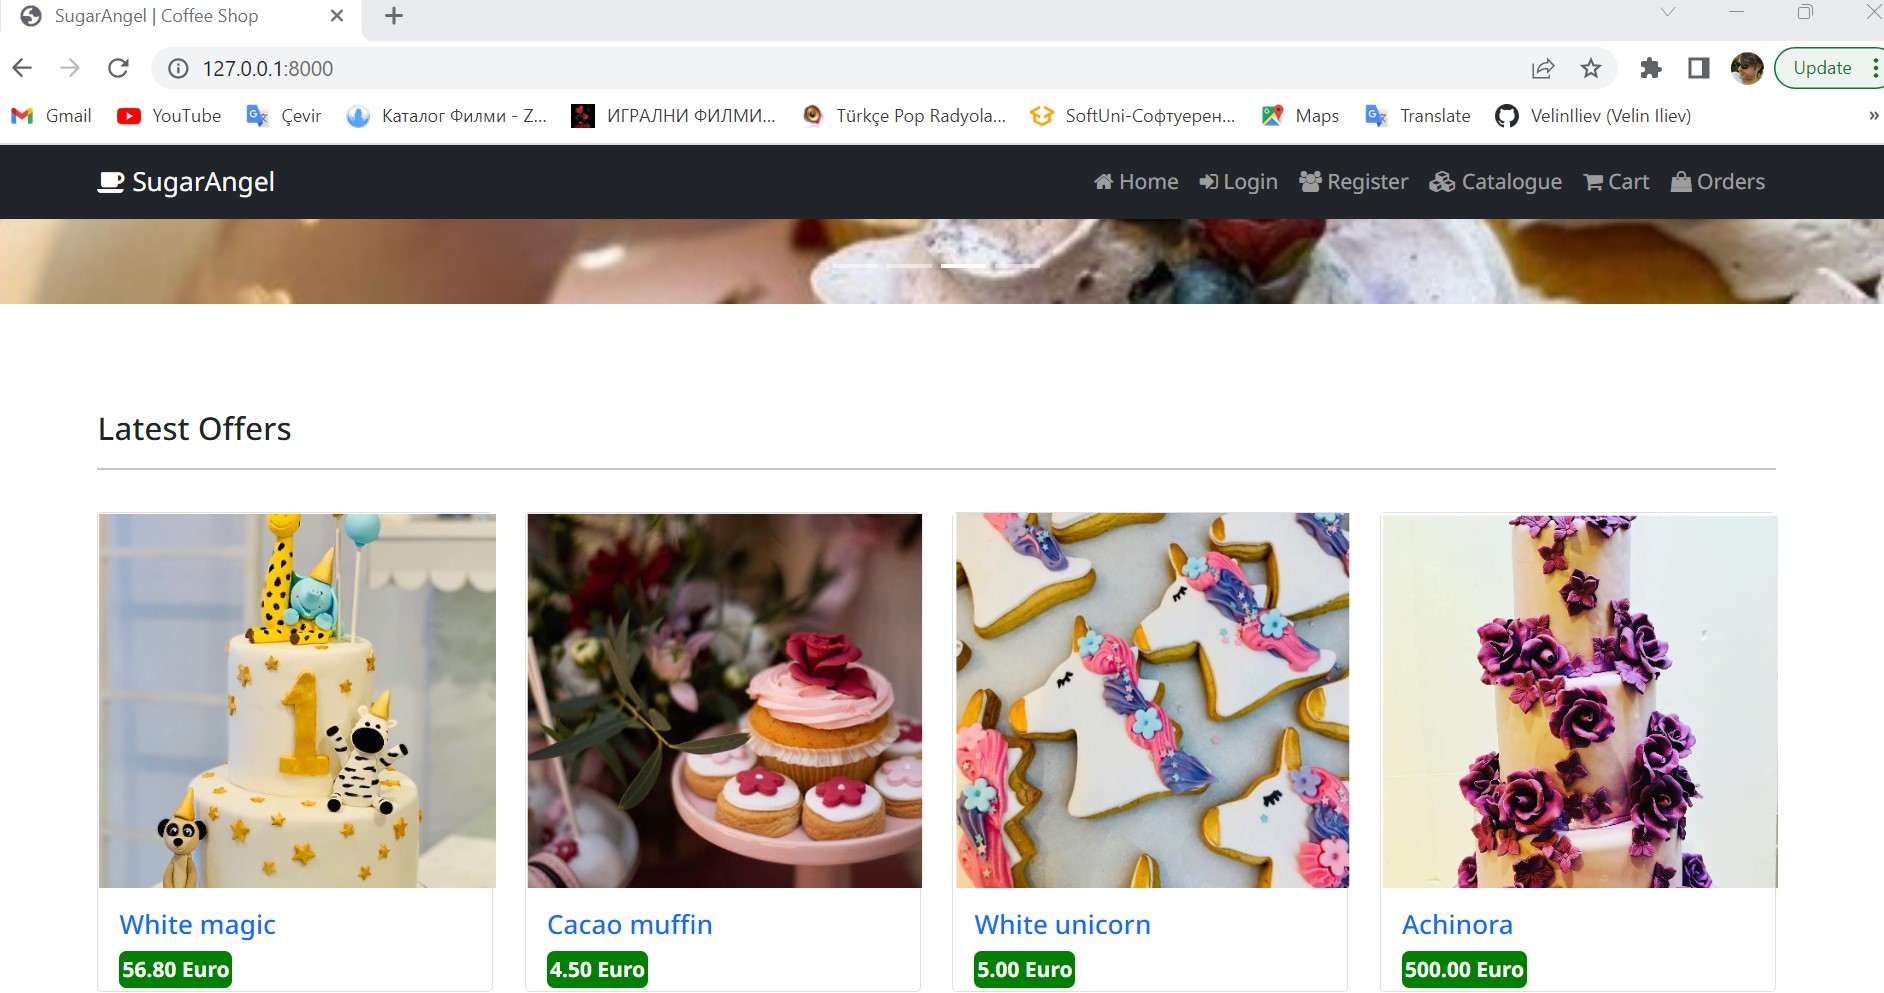 SugarAngel | Coffee Shop
127.0.0.1:8000
Update
Gmail YouTube Çevir Каталог Филми - Z... ИГРАЛНИ ФИЛМИ... Türkçe Pop Radyola... SoftUni-Софтуерен... Maps Translate VelinIliev (Velin Iliev) »
SugarAngel Home Login Register Catalogue Cart Orders
Latest Offers
1
White magic
56.80 Euro
Cacao muffin
4.50 Euro
White unicorn
5.00 Euro
Achinora
500.00 Euro